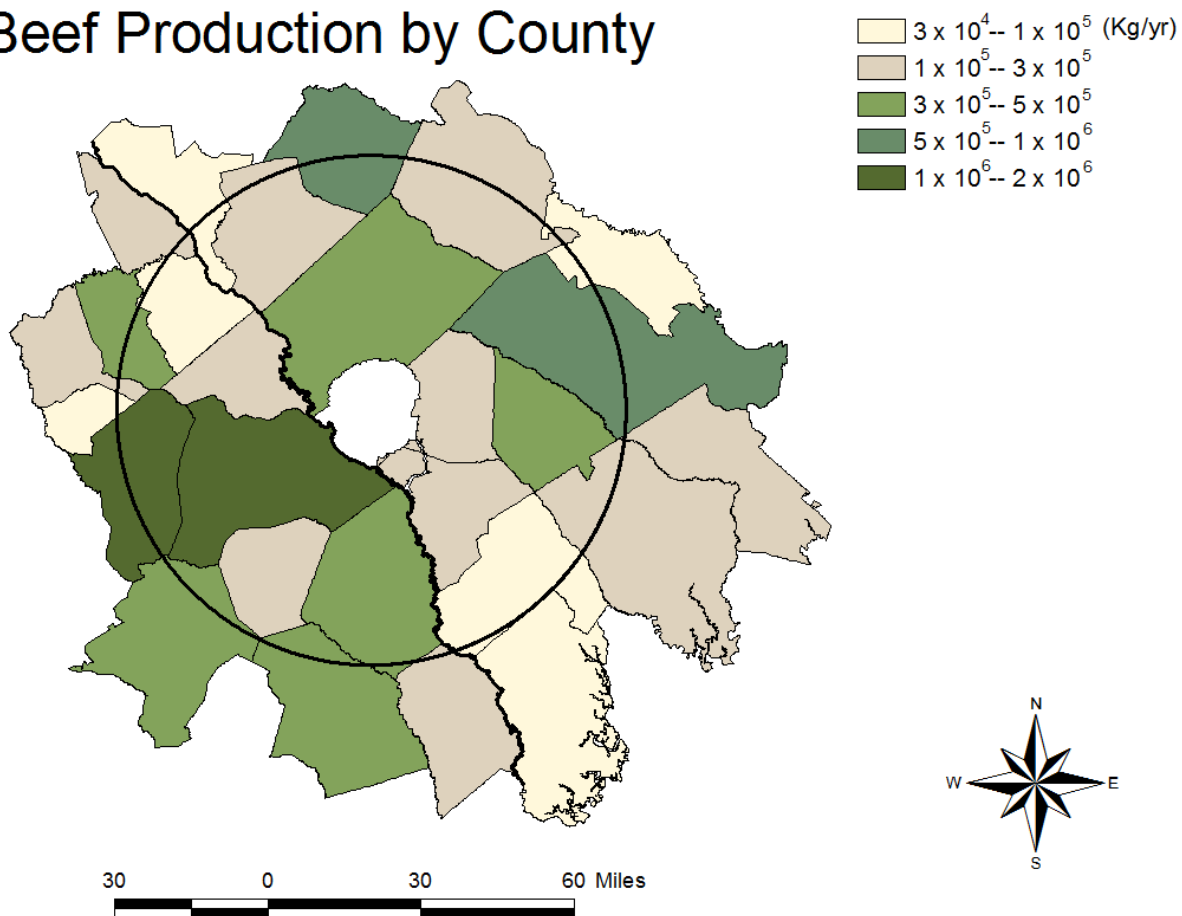 Beef Production by County
3 x 10⁴-- 1 x 10⁵ (Kg/yr)
1 x 10⁵-- 3 x 10⁵
3 x 10⁵-- 5 x 10⁵
5 x 10⁵-- 1 x 10⁶
1 x 10⁶-- 2 x 10⁶
N
W E
S
30 0 30 60 Miles